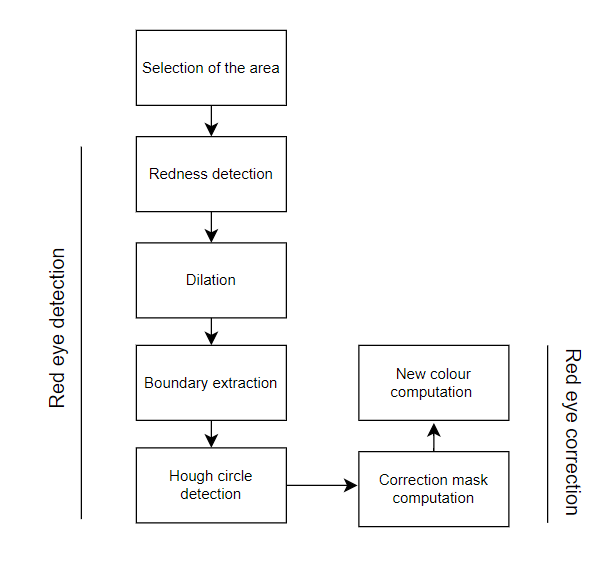 Selection of the area
Redness detection
Dilation
Boundary extraction
Hough circle
detection
Correction mask
computation
New colour
computation
Red eye detection
Red eye correction